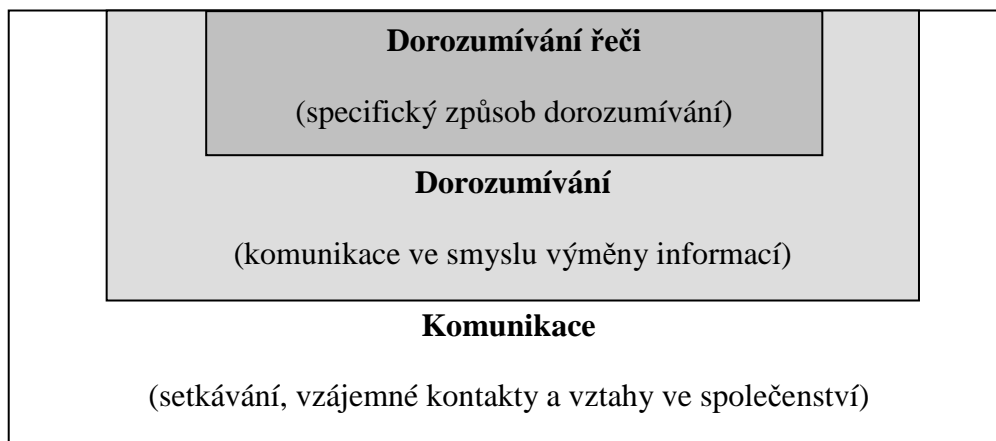 Dorozumívání řeči
(specifický způsob dorozumívání)
Dorozumívání
(komunikace ve smyslu výměny informací)
Komunikace
(setkávání, vzájemné kontakty a vztahy ve společenství)